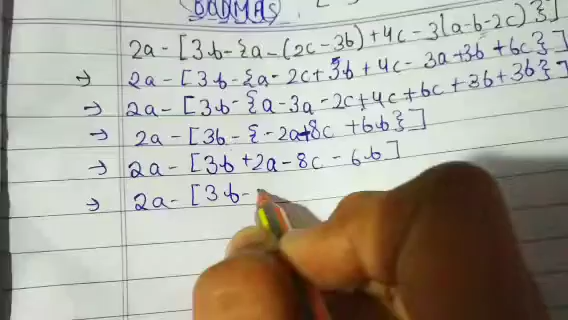 BODMAS
2a - [3b - {a - (2c - 3b) + 4c - 3(a - b - 2c)}]
→ 2a - [3b - {a - 2c + 3b + 4c - 3a + 3b + 6c}]
→ 2a - [3b - {a - 3a - 2c + 4c + 6c + 3b + 3b}]
→ 2a - [3b - {-2a + 8c + 6b}]
→ 2a - [3b + 2a - 8c - 6b]
→ 2a - [3b -